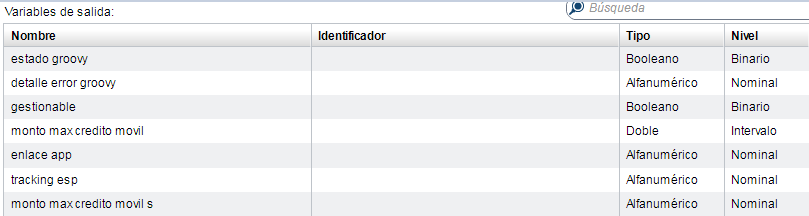 Variables de salida:
Búsqueda
Nombre Identificador Tipo Nivel
estado groovy Booleano Binario
detalle error groovy Alfanumérico Nominal
gestionable Booleano Binario
monto max credito movil Doble Intervalo
enlace app Alfanumérico Nominal
tracking esp Alfanumérico Nominal
monto max credito movil s Alfanumérico Nominal